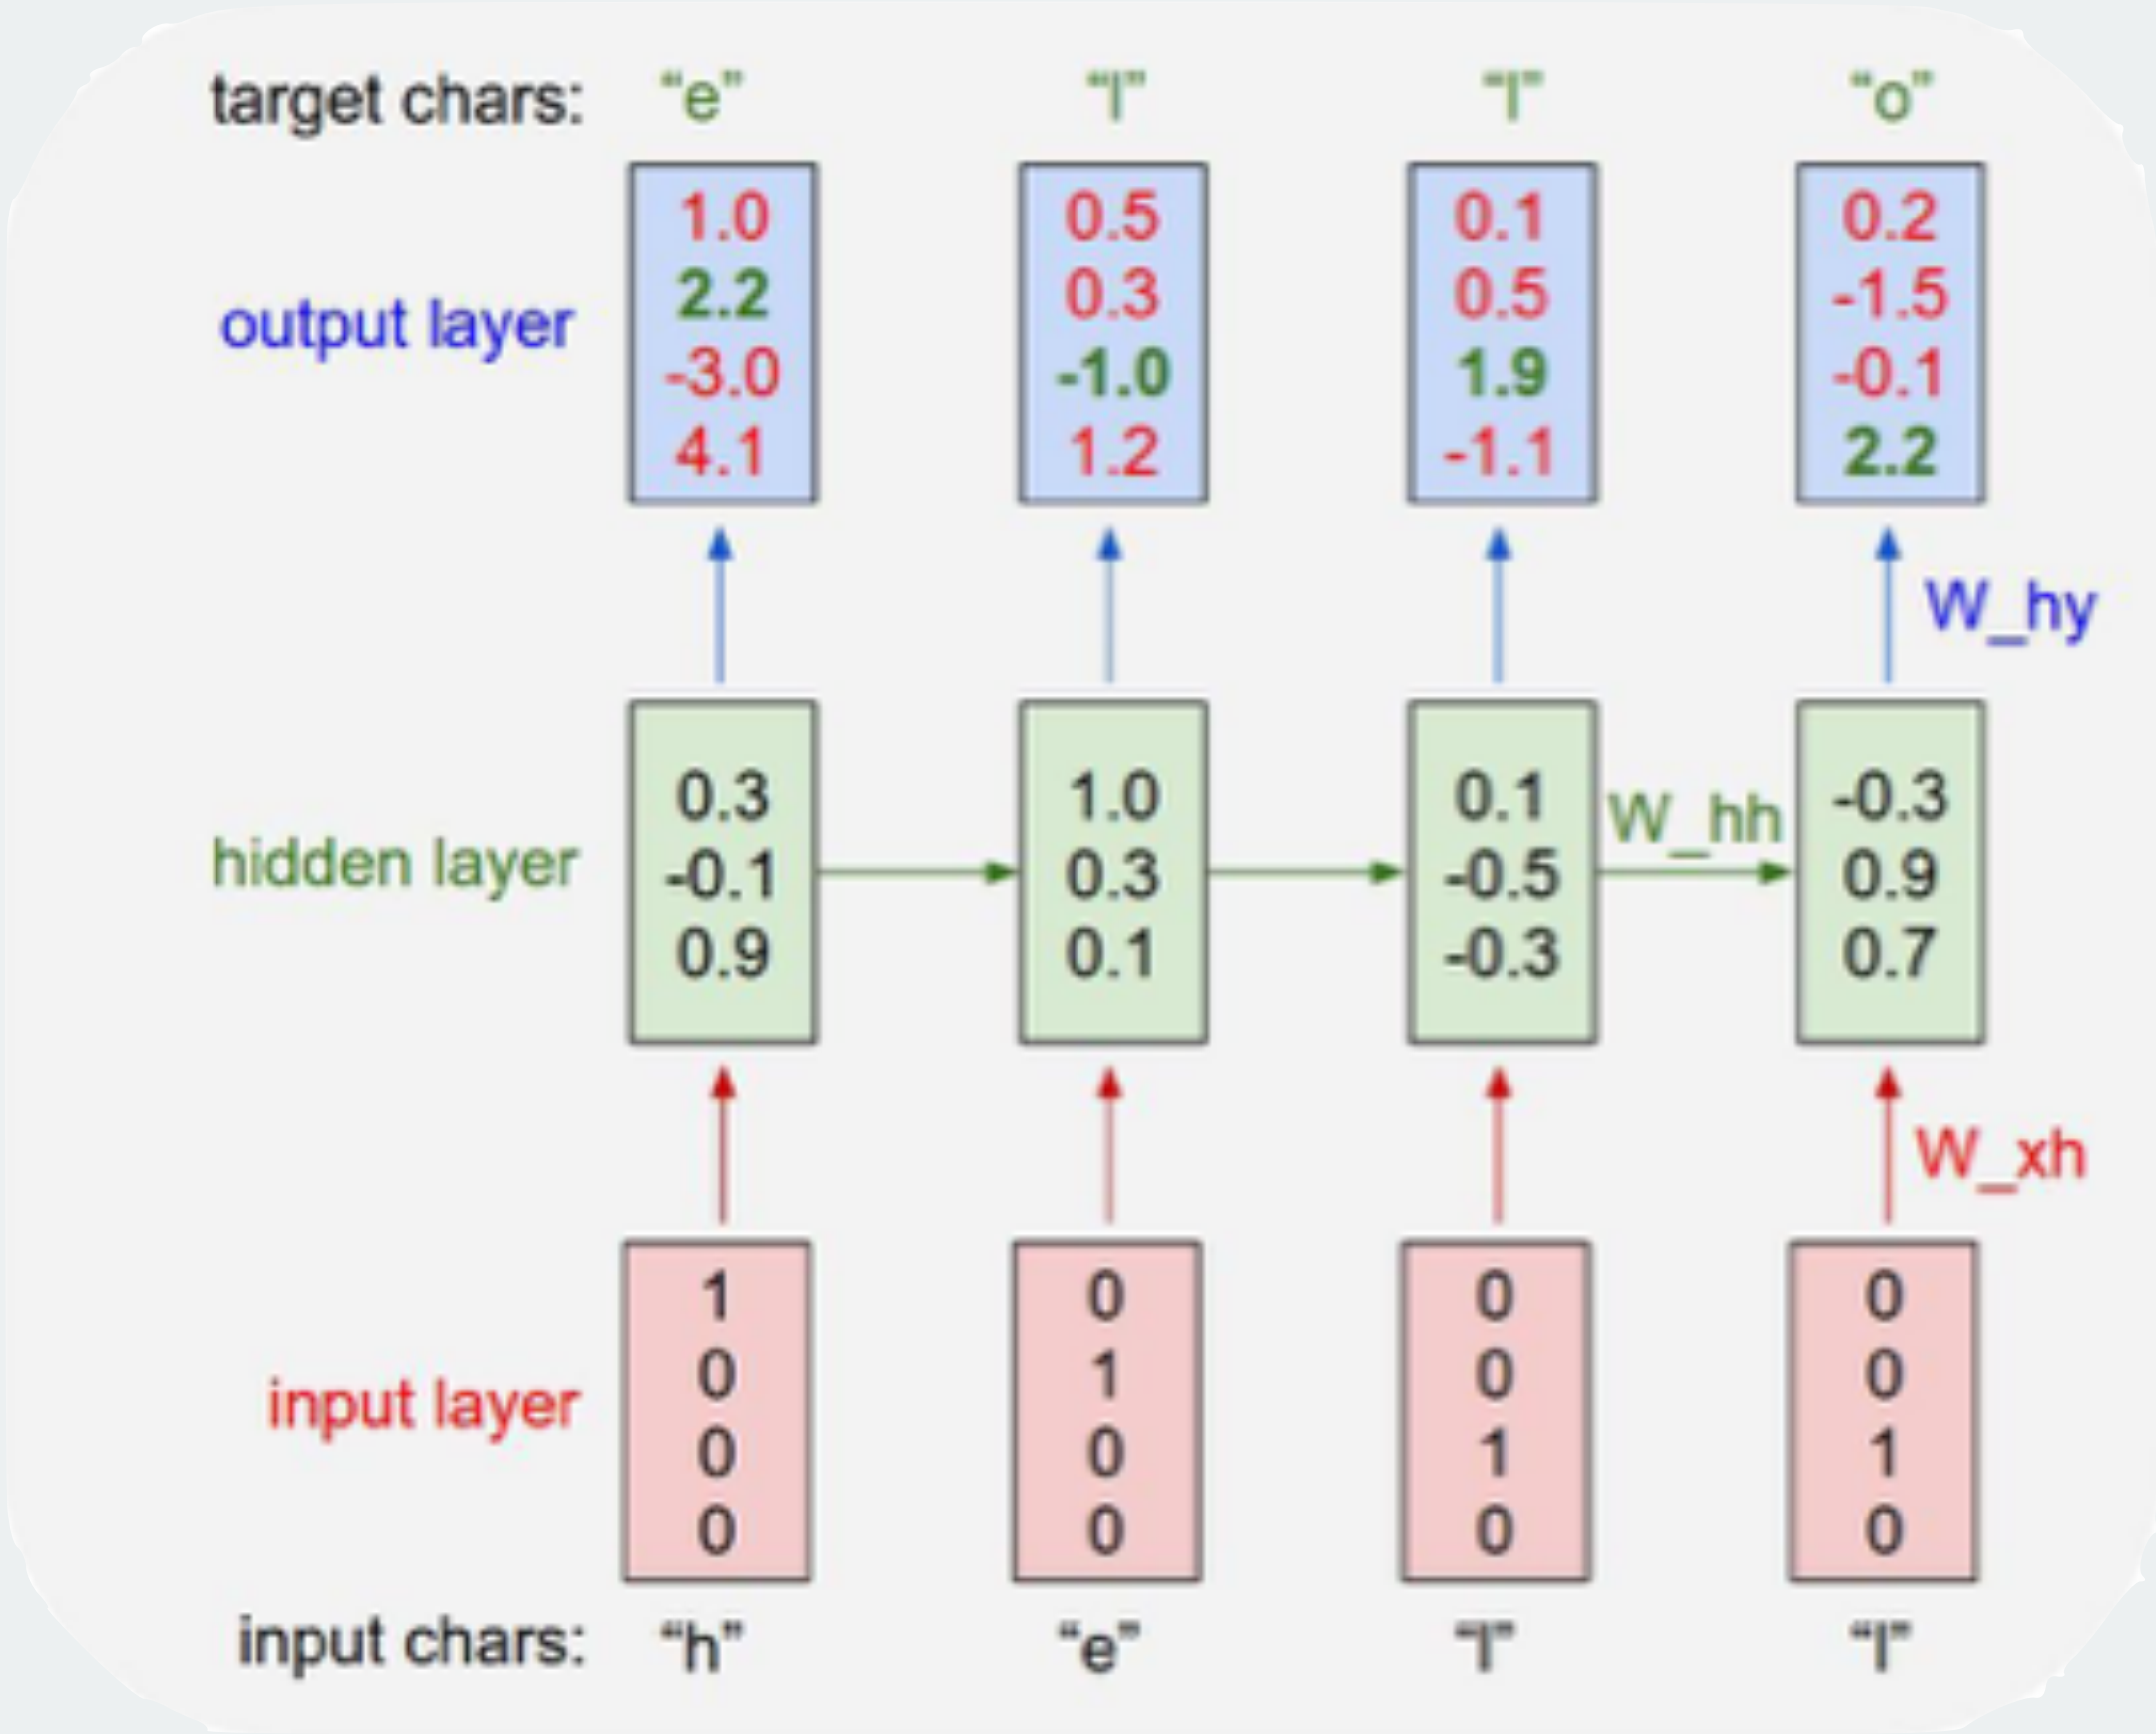 target chars: “e” “l” “l” “o”
1.0 0.5 0.1 0.2
2.2 0.3 0.5 -1.5
output layer
-3.0 -1.0 1.9 -0.1
4.1 1.2 -1.1 2.2
W_hy
0.3 1.0 0.1 W_hh -0.3
hidden layer -0.1 0.3 -0.5 0.9
0.9 0.1 -0.3 0.7
W_xh
1 0 0 0
0 1 0 0
input layer
0 0 1 1
0 0 0 0
input chars: “h” “e” “l” “l”